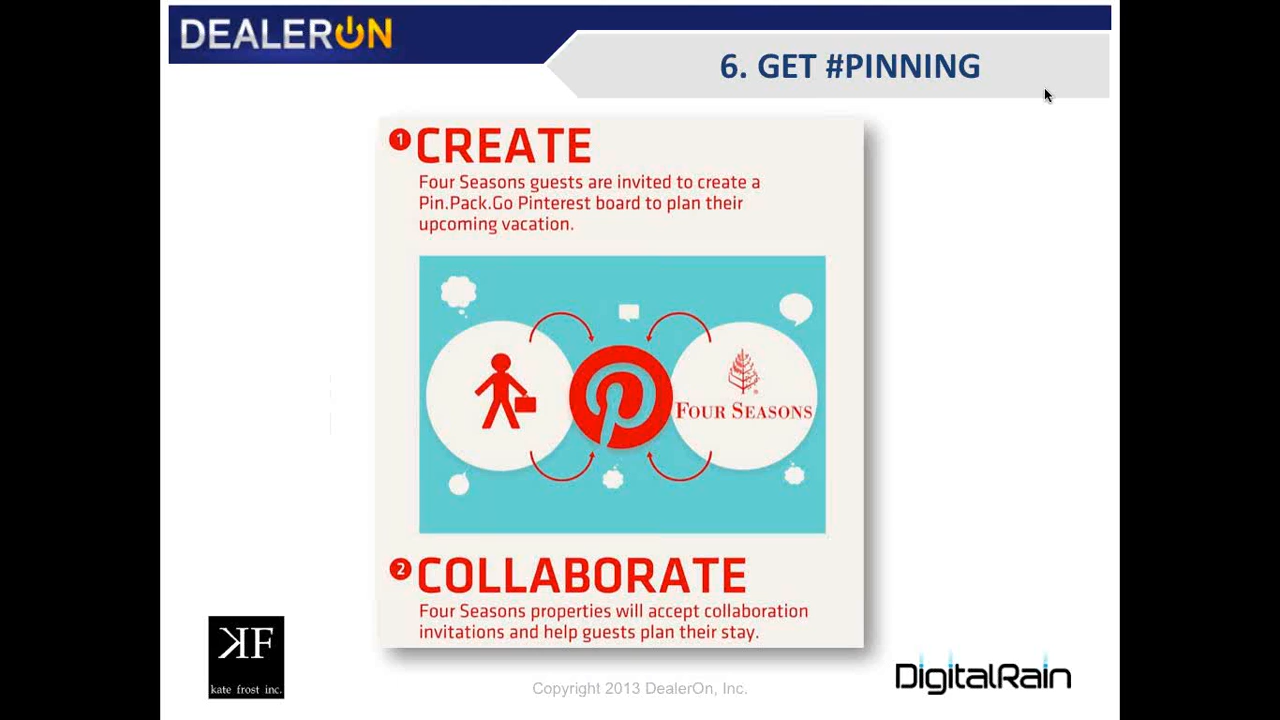 DEALERON
6. GET #PINNING
1 CREATE
Four Seasons guests are invited to create a
Pin.Pack.Go Pinterest board to plan their
upcoming vacation.
FOUR SEASONS
2 COLLABORATE
Four Seasons properties will accept collaboration
invitations and help guests plan their stay.
KF
kate frost inc.
Copyright 2013 DealerOn, Inc.
DigitalRain